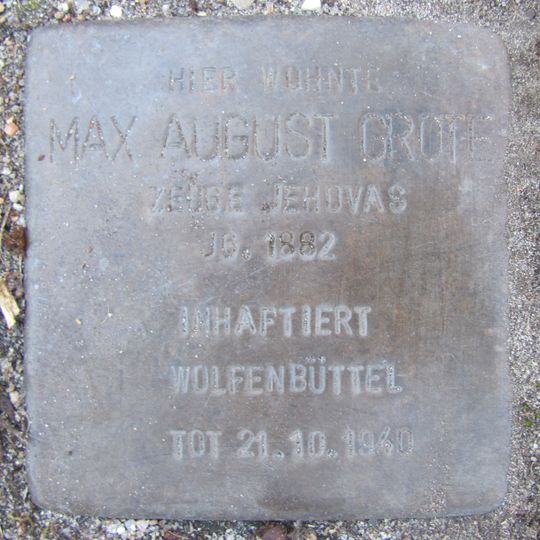 HIER WOHNTE
MAX AUGUST GROTE
ZEUGE JEHOVAS
JG. 1882
INHAFTIERT
WOLFENBÜTTEL
TOT 21.10.1940